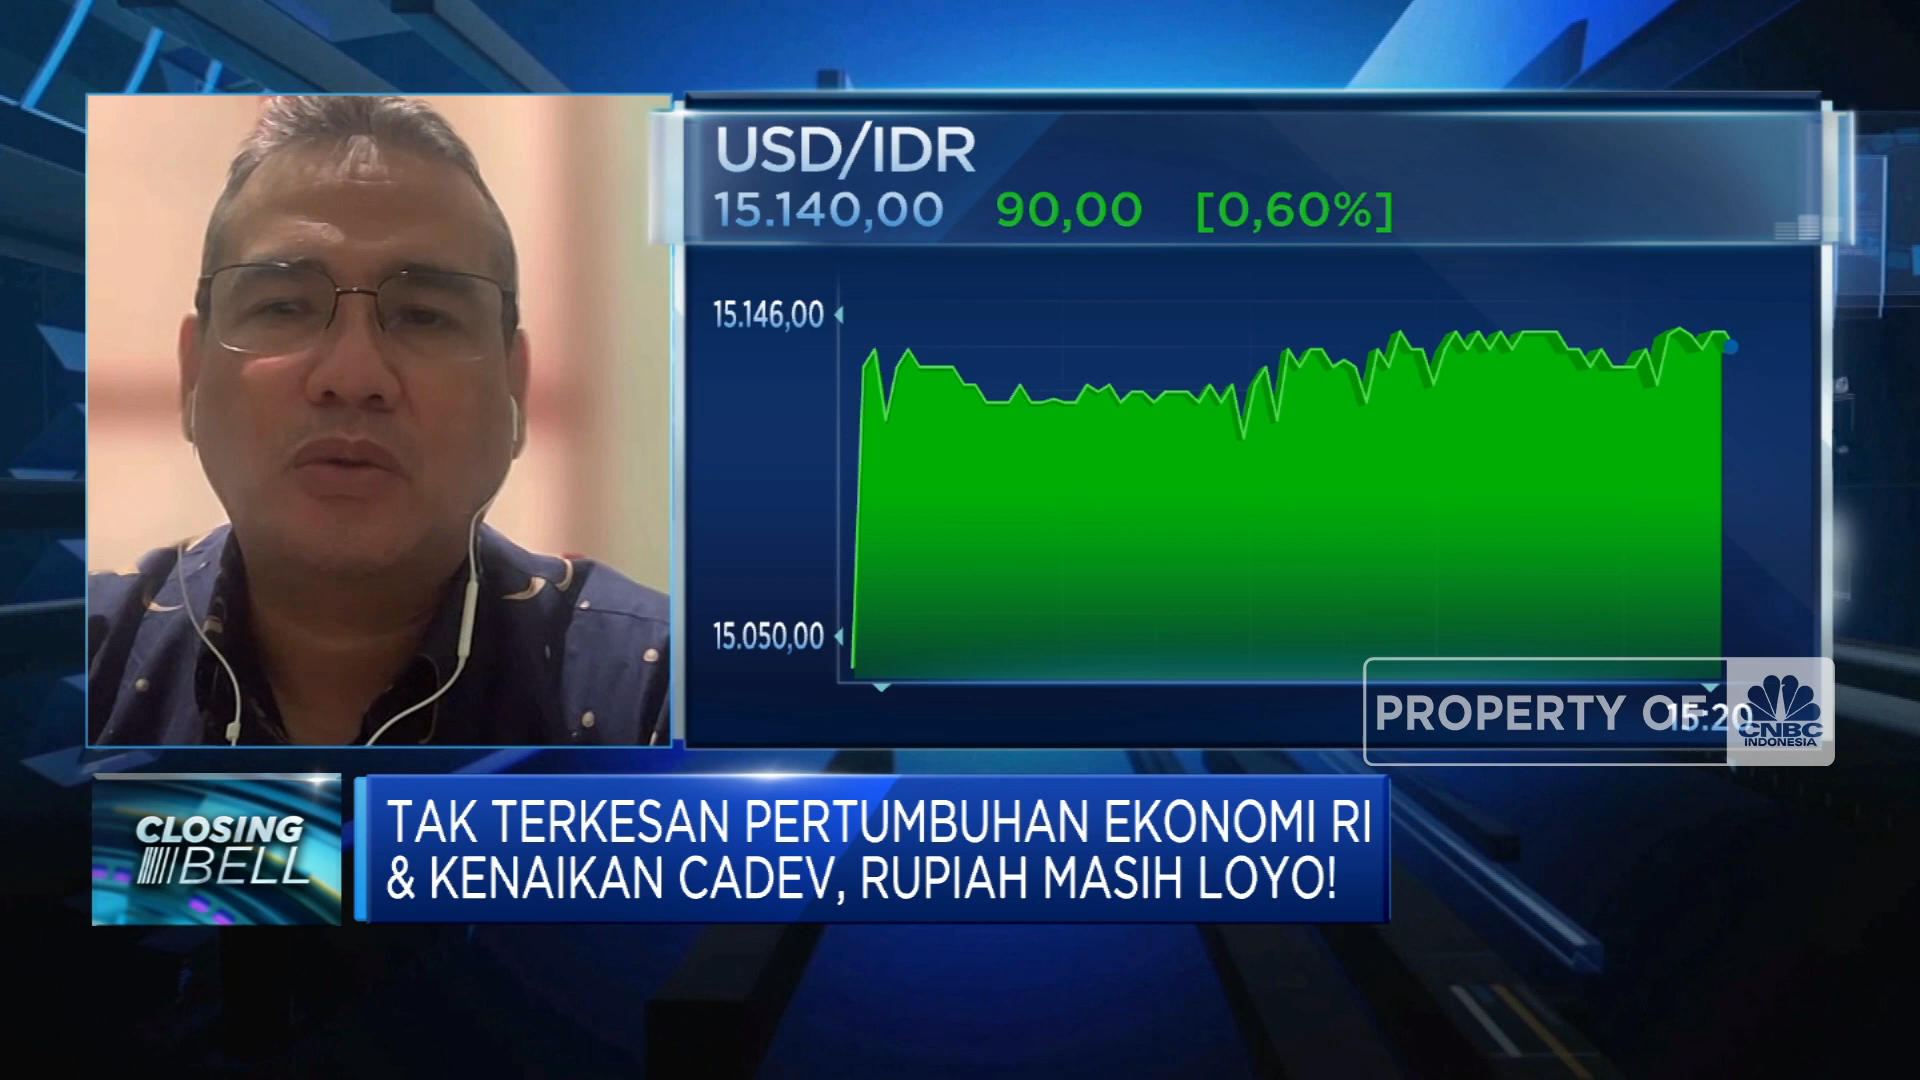 USD/IDR
15.140,00 90,00 [0,60%]
15.146,00
15.050,00
15:20
PROPERTY OF
CNBC
INDONESIA
CLOSING
BELL
TAK TERKESAN PERTUMBUHAN EKONOMI RI
& KENAIKAN CADEV, RUPIAH MASIH LOYO!